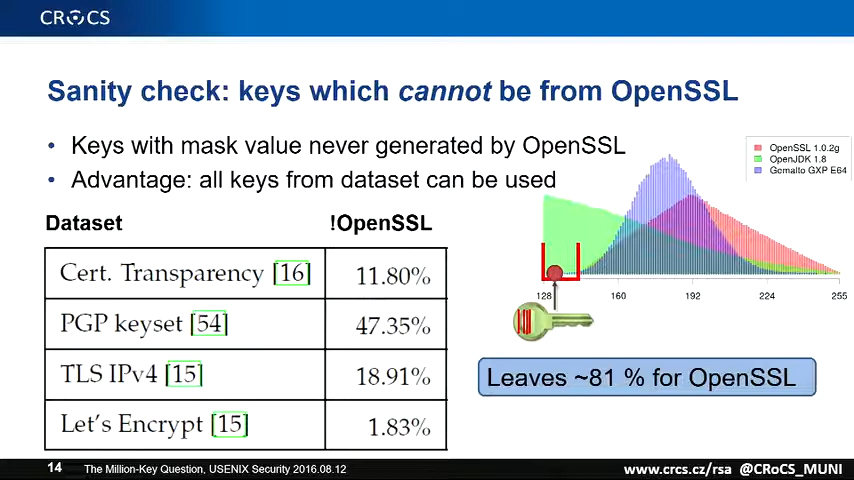 CROCS
Sanity check: keys which cannot be from OpenSSL
• Keys with mask value never generated by OpenSSL
• Advantage: all keys from dataset can be used
OpenSSL 1.0.2g
OpenJDK 1.8
Gemalto GXP E64
128 160 192 224 255
Dataset !OpenSSL
Cert. Transparency [16] 11.80%
PGP keyset [54] 47.35%
TLS IPv4 [15] 18.91%
Let's Encrypt [15] 1.83%
Leaves ~81 % for OpenSSL
14 The Million-Key Question, USENIX Security 2016.08.12 www.crcs.cz/rsa @CRoCS_MUNI